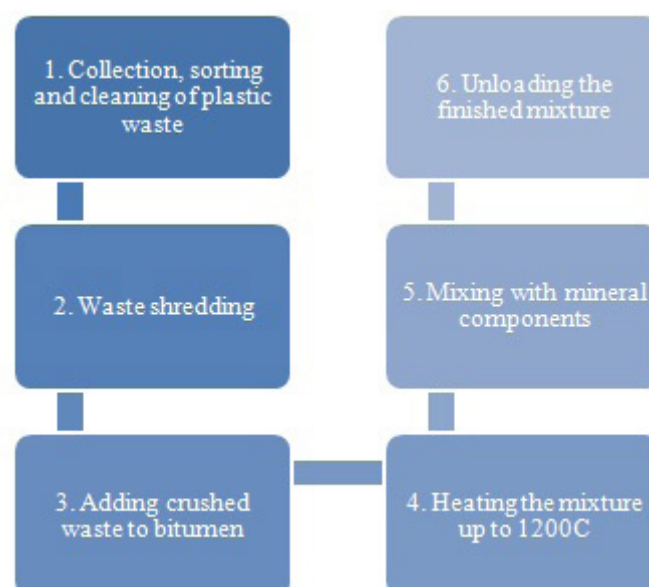 1. Collection, sorting
and cleaning of plastic
waste
2. Waste shredding
3. Adding crushed
waste to bitumen
4. Heating the mixture
up to 1200C
5. Mixing with mineral
components
6. Unloading the
finished mixture